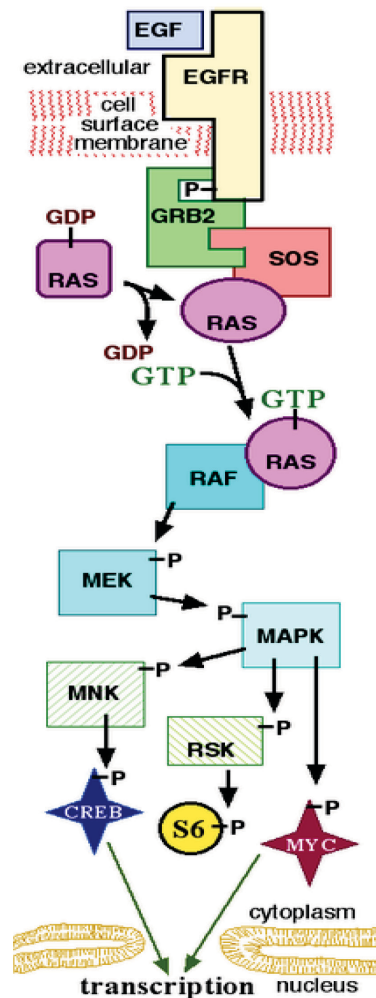 EGF
EGFR
extracellular
cell
surface
membrane
P
GRB2
GDP
RAS
SOS
RAS
GDP
GTP
GTP
RAS
RAF
P
MEK
P
MAPK
P
MNK
P
RSK
P
CREB
P
S6
P
MYC
cytoplasm
transcription
nucleus